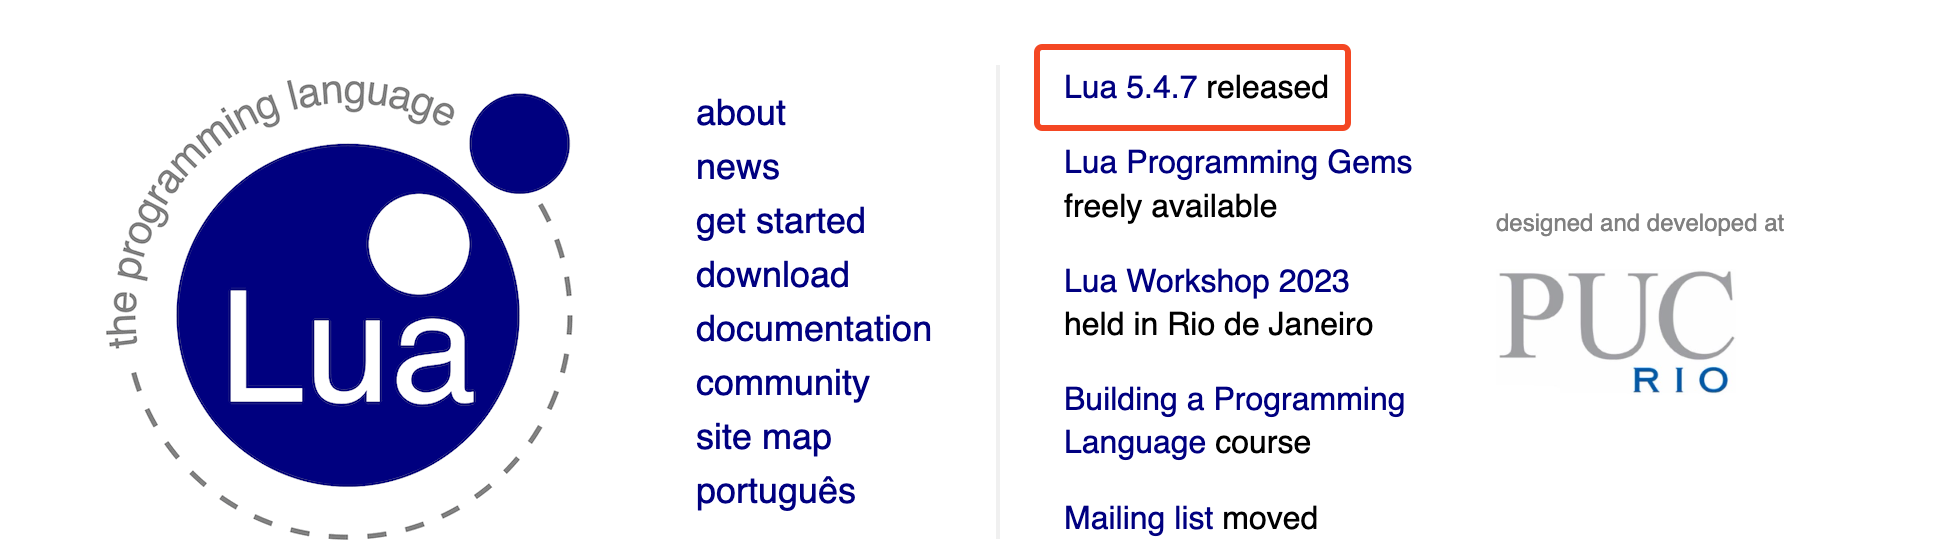 the programming language
Lua
about
news
get started
download
documentation
community
site map
português
Lua 5.4.7 released
Lua Programming Gems
freely available
Lua Workshop 2023
held in Rio de Janeiro
Building a Programming
Language course
Mailing list moved
designed and developed at
PUC
RIO